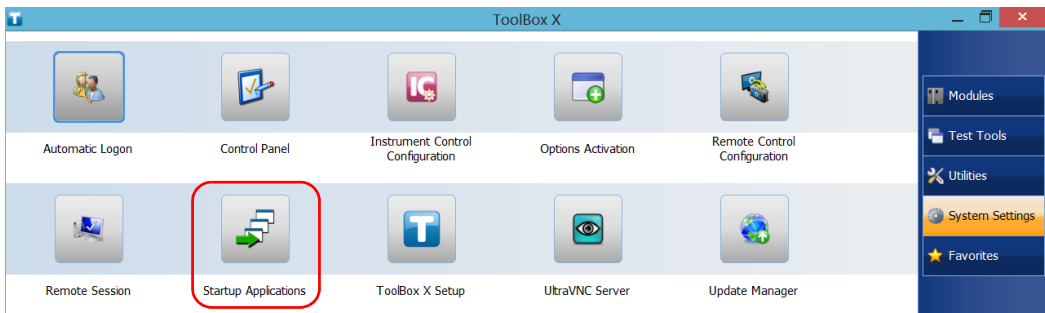 T
ToolBox X
Automatic Logon
Control Panel
IC
Instrument Control
Configuration
Options Activation
Remote Control
Configuration
Remote Session
Startup Applications
T
ToolBox X Setup
UltraVNC Server
Update Manager
Modules
Test Tools
Utilities
System Settings
Favorites